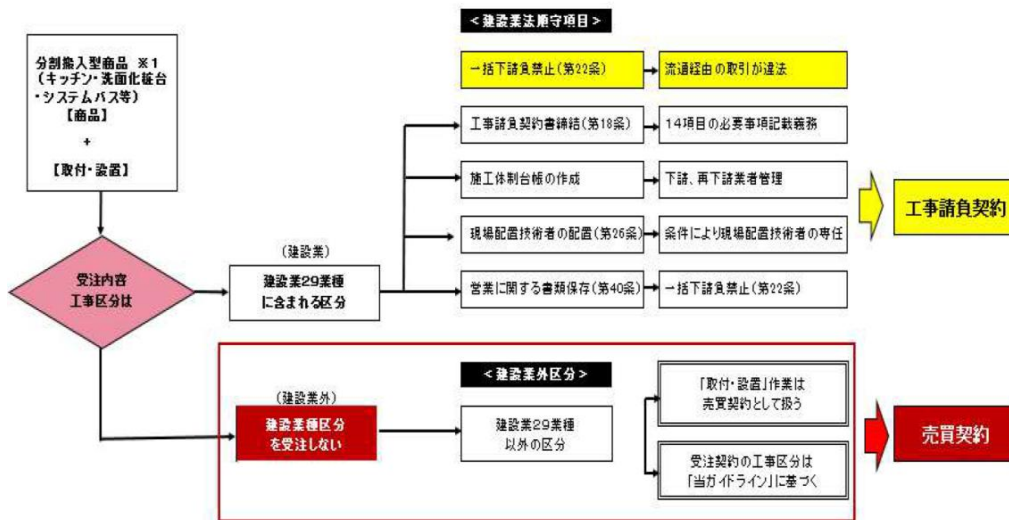 <建設業法順守項目>
分割搬入型商品 ※1
(キッチン・洗面化粧台
・システムバス等)
【商品】
+
【取付・設置】
一括下請負禁止(第22条)
流通経由の取引が違法
工事請負契約書締結(第18条)
14項目の必要事項記載義務
施工体制台帳の作成
下請、再下請業者管理
工事請負契約
現場配置技術者の配置(第26条)
条件により現場配置技術者の専任
受注内容
工事区分は
(建設業)
建設業29業種
に含まれる区分
営業に関する書類保存(第40条)
一括下請負禁止(第22条)
<建設業外区分>
(建設業外)
建設業種区分
を受注しない
建設業29業種
以外の区分
「取付・設置」作業は
売買契約として扱う
受注契約の工事区分は
「当ガイドライン」に基づく
売買契約